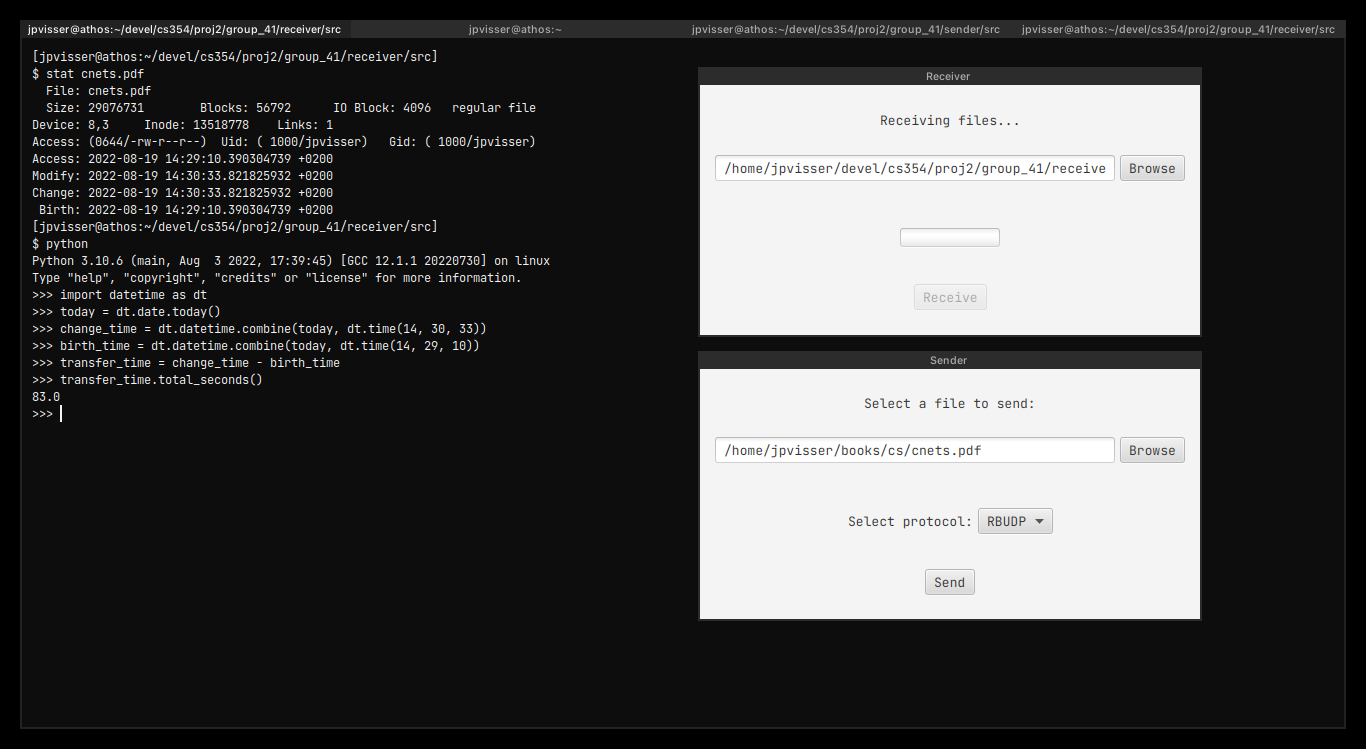 jpvisser@athos:~/devel/cs354/proj2/group_41/receiver/src jpvisser@athos:~ jpvisser@athos:~/devel/cs354/proj2/group_41/sender/src jpvisser@athos:~/devel/cs354/proj2/group_41/receiver/src
[jpvisser@athos:~/devel/cs354/proj2/group_41/receiver/src]
$ stat cnets.pdf
  File: cnets.pdf
  Size: 29076731        Blocks: 56792      IO Block: 4096   regular file
Device: 8,3     Inode: 13518778    Links: 1
Access: (0644/-rw-r--r--)  Uid: ( 1000/jpvisser)   Gid: ( 1000/jpvisser)
Access: 2022-08-19 14:29:10.390304739 +0200
Modify: 2022-08-19 14:30:33.821825932 +0200
Change: 2022-08-19 14:30:33.821825932 +0200
 Birth: 2022-08-19 14:29:10.390304739 +0200
[jpvisser@athos:~/devel/cs354/proj2/group_41/receiver/src]
$ python
Python 3.10.6 (main, Aug  3 2022, 17:39:45) [GCC 12.1.1 20220730] on linux
Type "help", "copyright", "credits" or "license" for more information.
>>> import datetime as dt
>>> today = dt.date.today()
>>> change_time = dt.datetime.combine(today, dt.time(14, 30, 33))
>>> birth_time = dt.datetime.combine(today, dt.time(14, 29, 10))
>>> transfer_time = change_time - birth_time
>>> transfer_time.total_seconds()
83.0
>>>
Receiver
Receiving files...
/home/jpvisser/devel/cs354/proj2/group_41/receive Browse
Receive
Sender
Select a file to send:
/home/jpvisser/books/cs/cnets.pdf Browse
Select protocol: RBUDP
Send